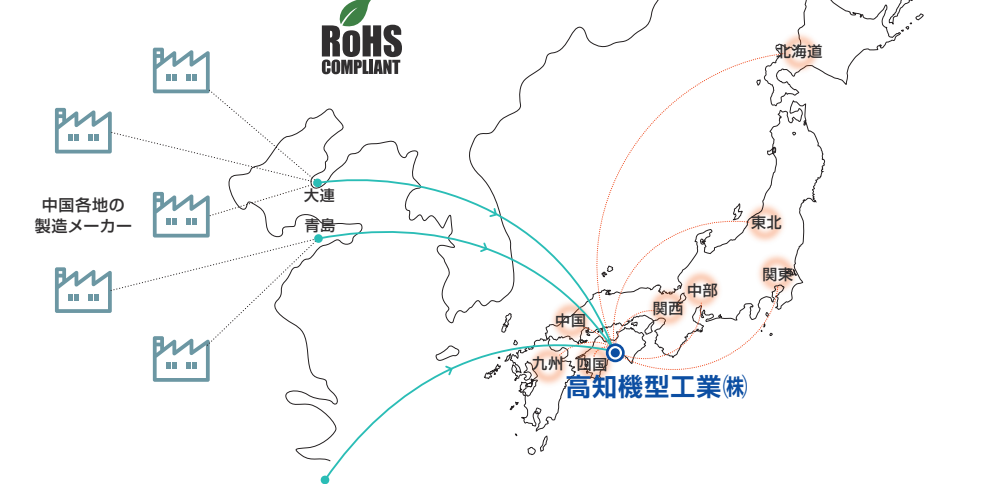 RoHS
COMPLIANT
北海道
大連
中国各地の
製造メーカー
青島
東北
関東
中部
関西
中国
九州
四国
高知機型工業㈱